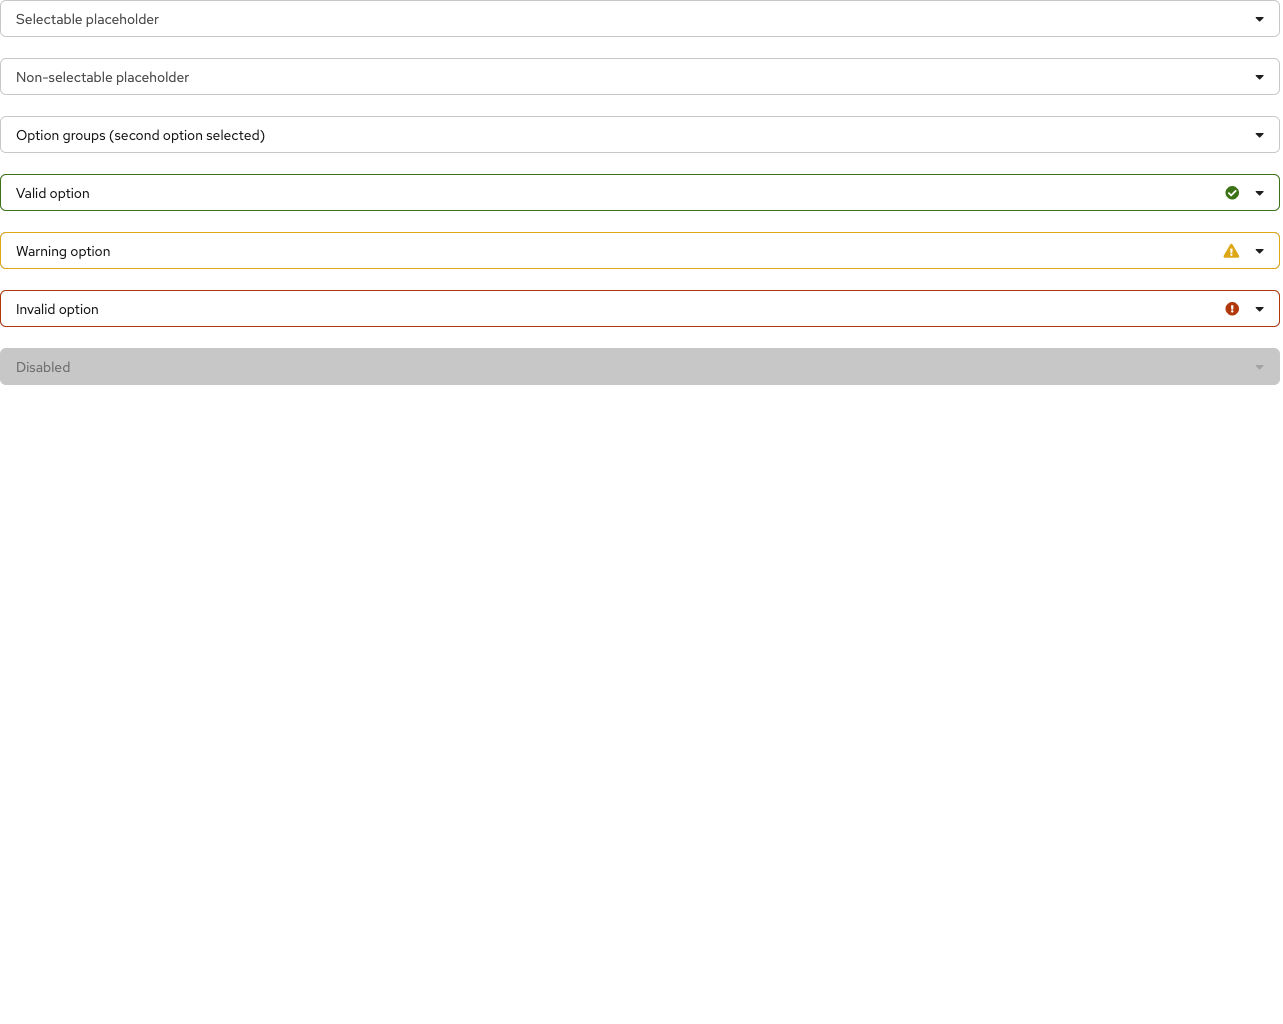 Selectable placeholder
Non-selectable placeholder
Option groups (second option selected)
Valid option
Warning option
Invalid option
Disabled